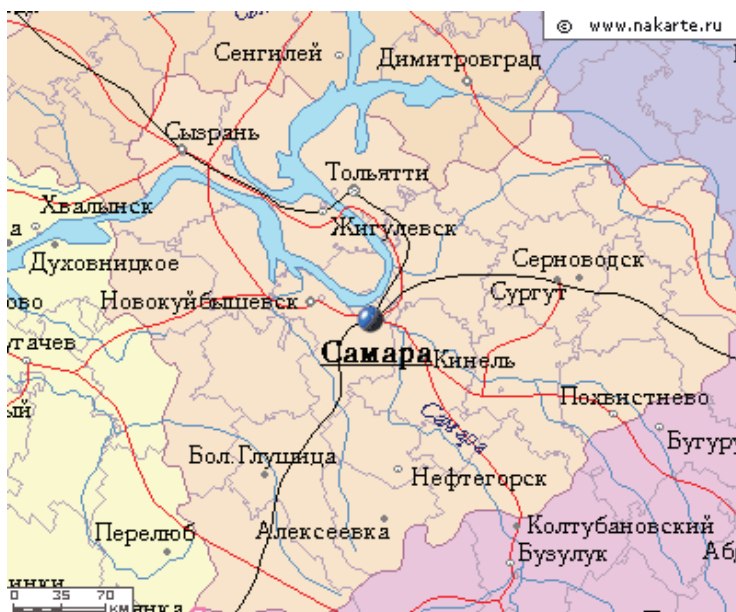 © www.nakarte.ru
Сенгилей
Димитровград
Сызрань
Тольятти
Хвалынск
Жигулевск
Духовницкое
Серноводск
Сургут
Новокуйбышевск
Самара
Кинель
Похвистнево
Самара
Бугуру
Бол.Глушица
Нефтегорск
Перелюб
Алексеевка
Колтубановский
Бузулук
0 35 70
км